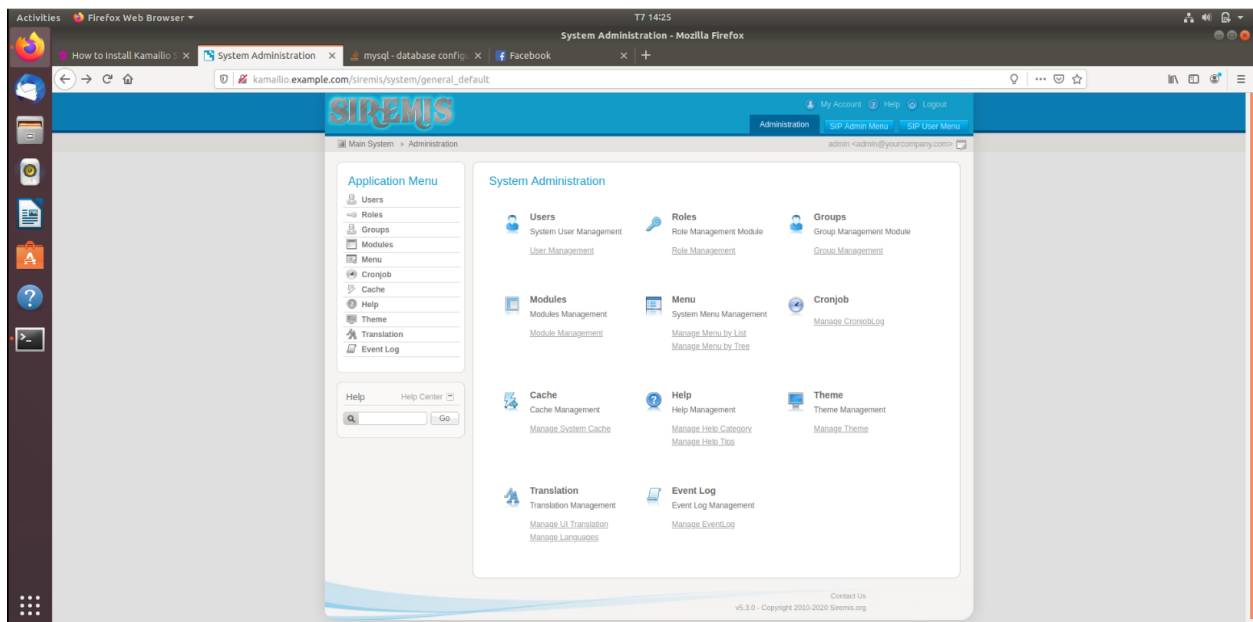 Activities Firefox Web Browser T7 14:25
System Administration - Mozilla Firefox
How to Install Kamailio S System Administration mysql - database config Facebook
kamailio.example.com/siremis/system/general_default
SIREMIS
My Account Help Logout
Administration SIP Admin Menu SIP User Menu
Main System > Administration
admin <admin@yourcompany.com>
Application Menu
Users
Roles
Groups
Modules
Menu
Cronjob
Cache
Help
Theme
Translation
Event Log
Help Help Center
Go
System Administration
Users
System User Management
User Management
Roles
Role Management Module
Role Management
Groups
Group Management Module
Group Management
Modules
Modules Management
Module Management
Menu
System Menu Management
Manage Menu by List
Manage Menu by Tree
Cronjob
Manage CronjobLog
Cache
Cache Management
Manage System Cache
Help
Help Management
Manage Help Category
Manage Help Tips
Theme
Theme Management
Manage Theme
Translation
Translation Management
Manage UI Translation
Manage Languages
Event Log
Event Log Management
Manage EventLog
Contact Us
v5.3.0 - Copyright 2010-2020 Siremis.org